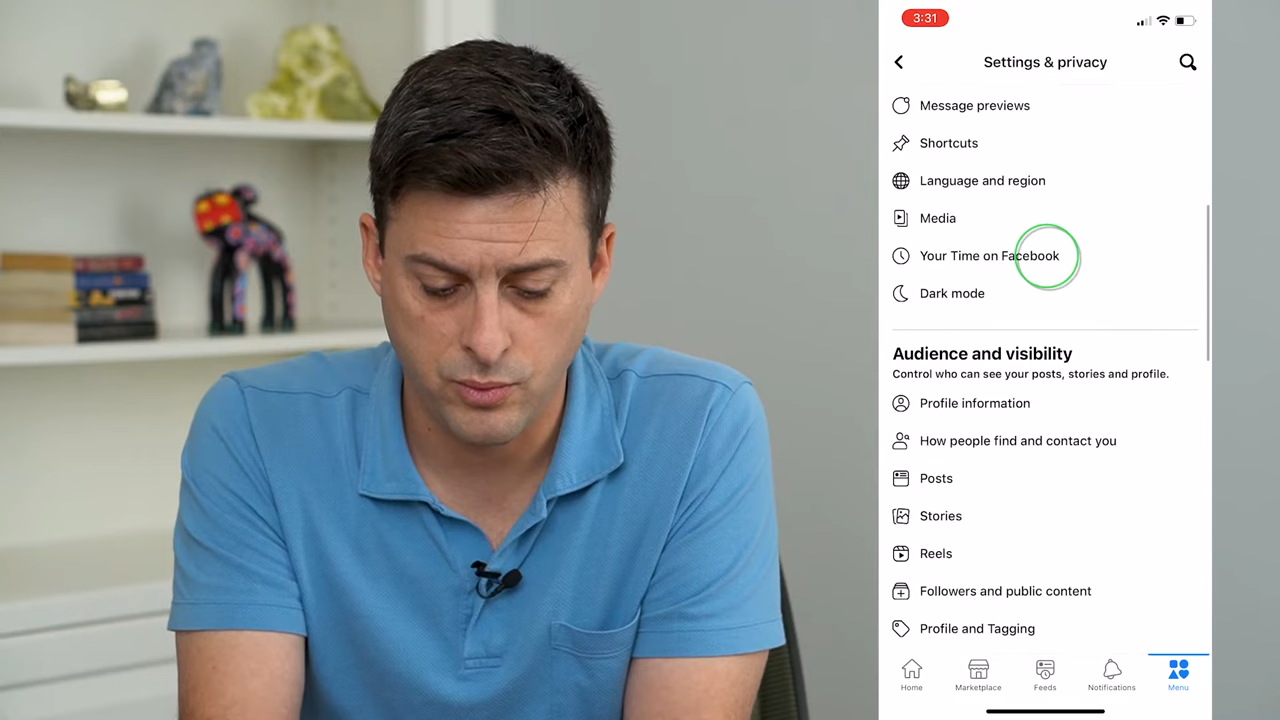 3:31
Settings & privacy
Message previews
Shortcuts
Language and region
Media
Your Time on Facebook
Dark mode
Audience and visibility
Control who can see your posts, stories and profile.
Profile information
How people find and contact you
Posts
Stories
Reels
Followers and public content
Profile and Tagging
Home
Marketplace
Feeds
Notifications
Menu